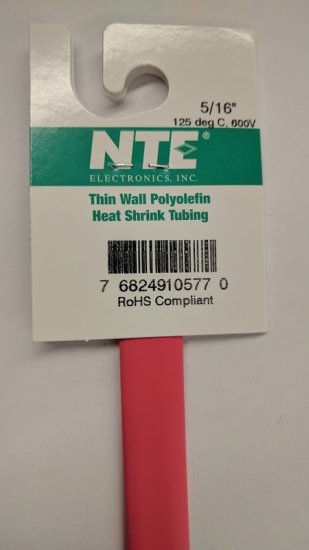 5/16"
125 deg C, 600V
NTE®
ELECTRONICS, INC.
Thin Wall Polyolefin
Heat Shrink Tubing
7 6824910577 0
RoHS Compliant